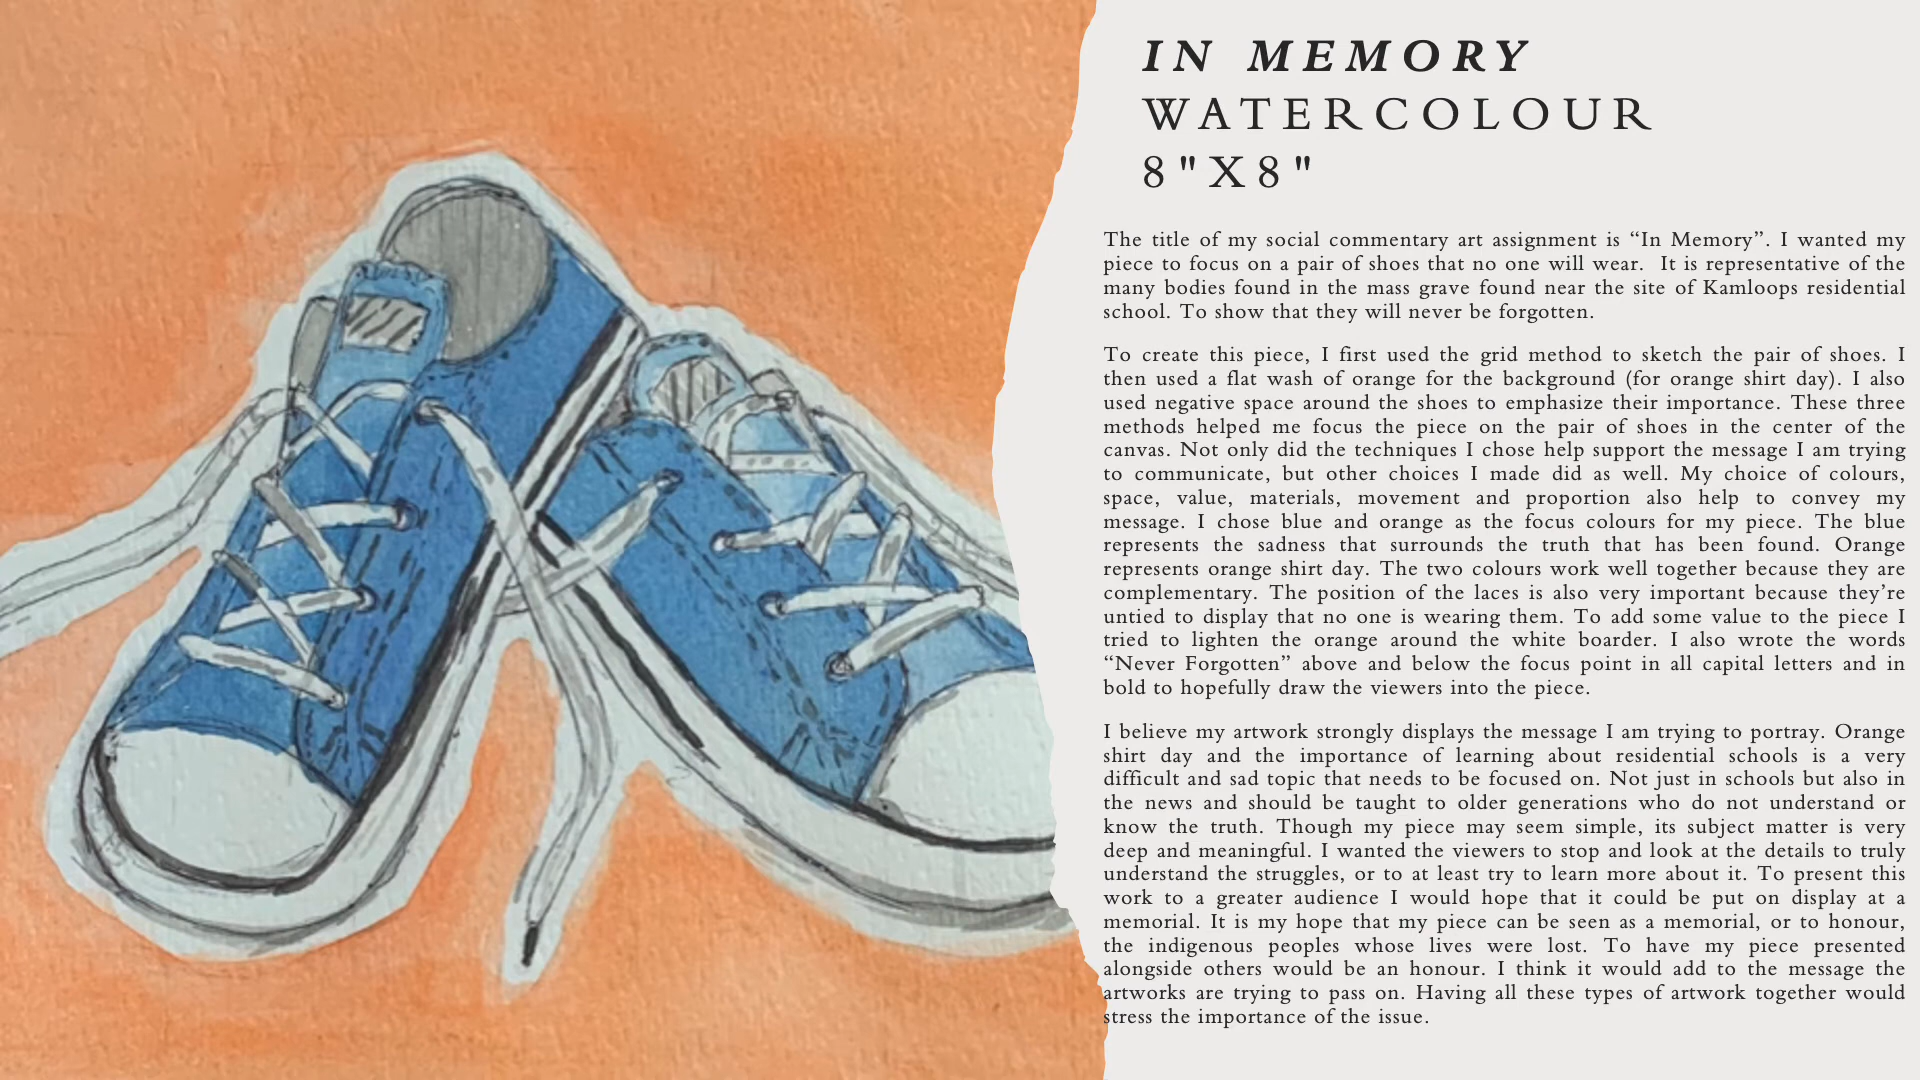 IN MEMORY
WATERCOLOUR
8"X8"
The title of my social commentary art assignment is “In Memory”. I wanted my
piece to focus on a pair of shoes that no one will wear.  It is representative of the
many bodies found in the mass grave found near the site of Kamloops residential
school. To show that they will never be forgotten.
To create this piece, I first used the grid method to sketch the pair of shoes. I
then used a flat wash of orange for the background (for orange shirt day). I also
used negative space around the shoes to emphasize their importance. These three
methods helped me focus the piece on the pair of shoes in the center of the
canvas. Not only did the techniques I chose help support the message I am trying
to communicate, but other choices I made did as well. My choice of colours,
space, value, materials, movement and proportion also help to convey my
message. I chose blue and orange as the focus colours for my piece. The blue
represents the sadness that surrounds the truth that has been found. Orange
represents orange shirt day. The two colours work well together because they are
complementary. The position of the laces is also very important because they’re
untied to display that no one is wearing them. To add some value to the piece I
tried to lighten the orange around the white boarder. I also wrote the words
“Never Forgotten” above and below the focus point in all capital letters and in
bold to hopefully draw the viewers into the piece.
I believe my artwork strongly displays the message I am trying to portray. Orange
shirt day and the importance of learning about residential schools is a very
difficult and sad topic that needs to be focused on. Not just in schools but also in
the news and should be taught to older generations who do not understand or
know the truth. Though my piece may seem simple, its subject matter is very
deep and meaningful. I wanted the viewers to stop and look at the details to truly
understand the struggles, or to at least try to learn more about it. To present this
work to a greater audience I would hope that it could be put on display at a
memorial. It is my hope that my piece can be seen as a memorial, or to honour,
the indigenous peoples whose lives were lost. To have my piece presented
alongside others would be an honour. I think it would add to the message the
artworks are trying to pass on. Having all these types of artwork together would
stress the importance of the issue.